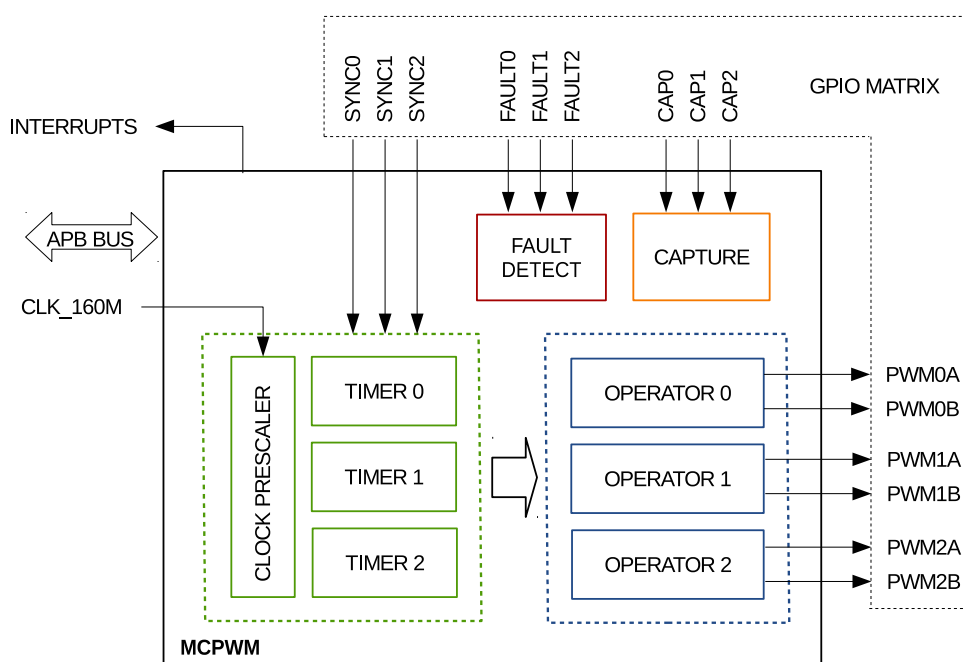 SYNC0
SYNC1
SYNC2
FAULT0
FAULT1
FAULT2
CAP0
CAP1
CAP2
GPIO MATRIX
INTERRUPTS
APB BUS
CLK_160M
FAULT
DETECT
CAPTURE
CLOCK PRESCALER
TIMER 0
TIMER 1
TIMER 2
OPERATOR 0
OPERATOR 1
OPERATOR 2
PWM0A
PWM0B
PWM1A
PWM1B
PWM2A
PWM2B
MCPWM